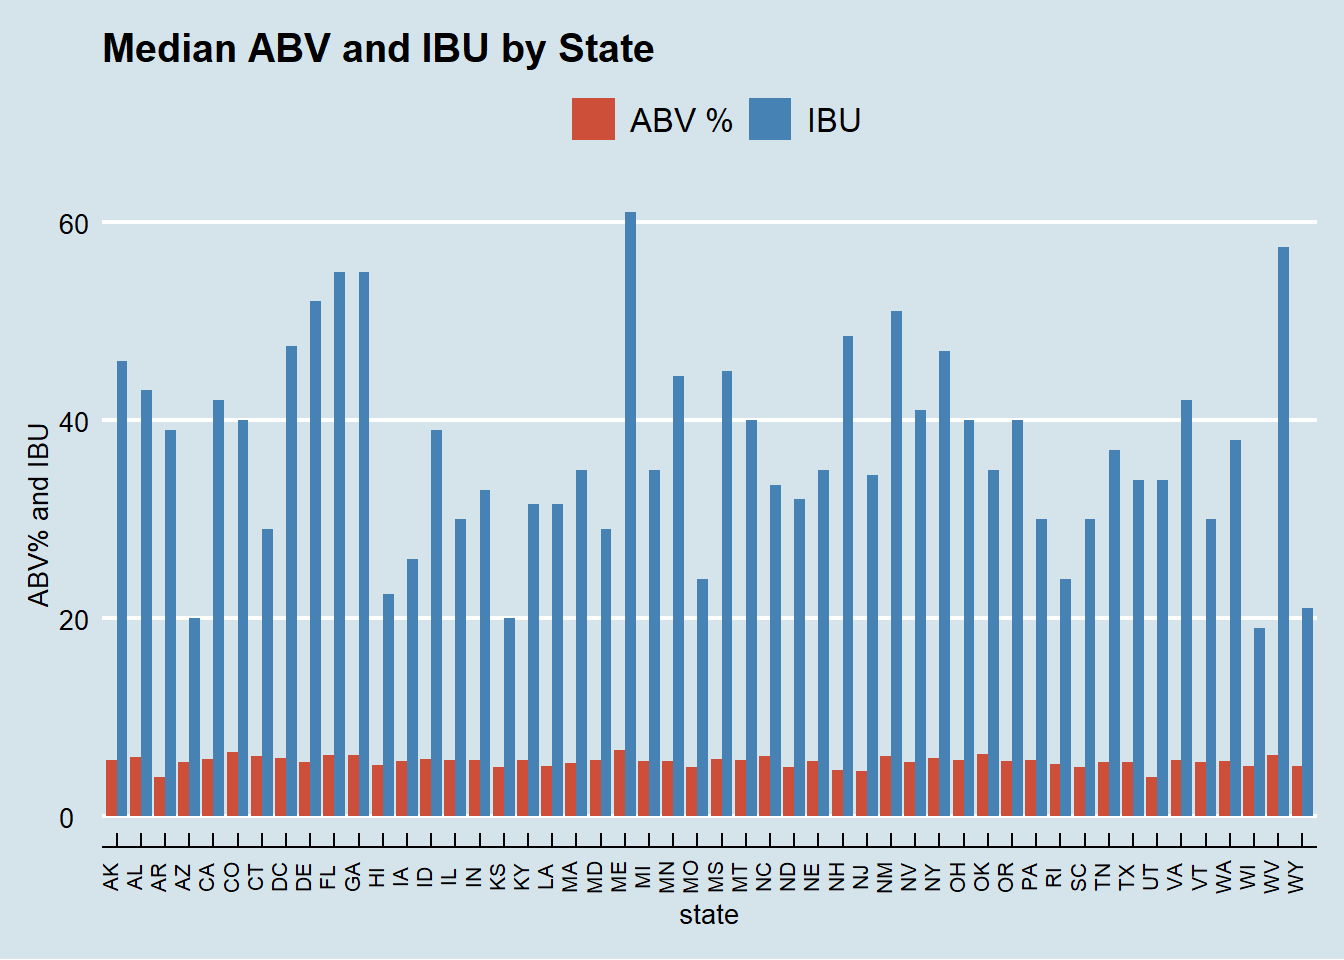 Median ABV and IBU by State
ABV %
IBU
60
40
20
0
ABV% and IBU
AK AL AR AZ CA CO CT DC DE FL GA HI IA ID IL IN KS KY LA MA MD ME MI MN MO MS MT NC ND NE NH NJ NM NV NY OH OK OR PA RI SC TN TX UT VA VT WA WI WV WY
state